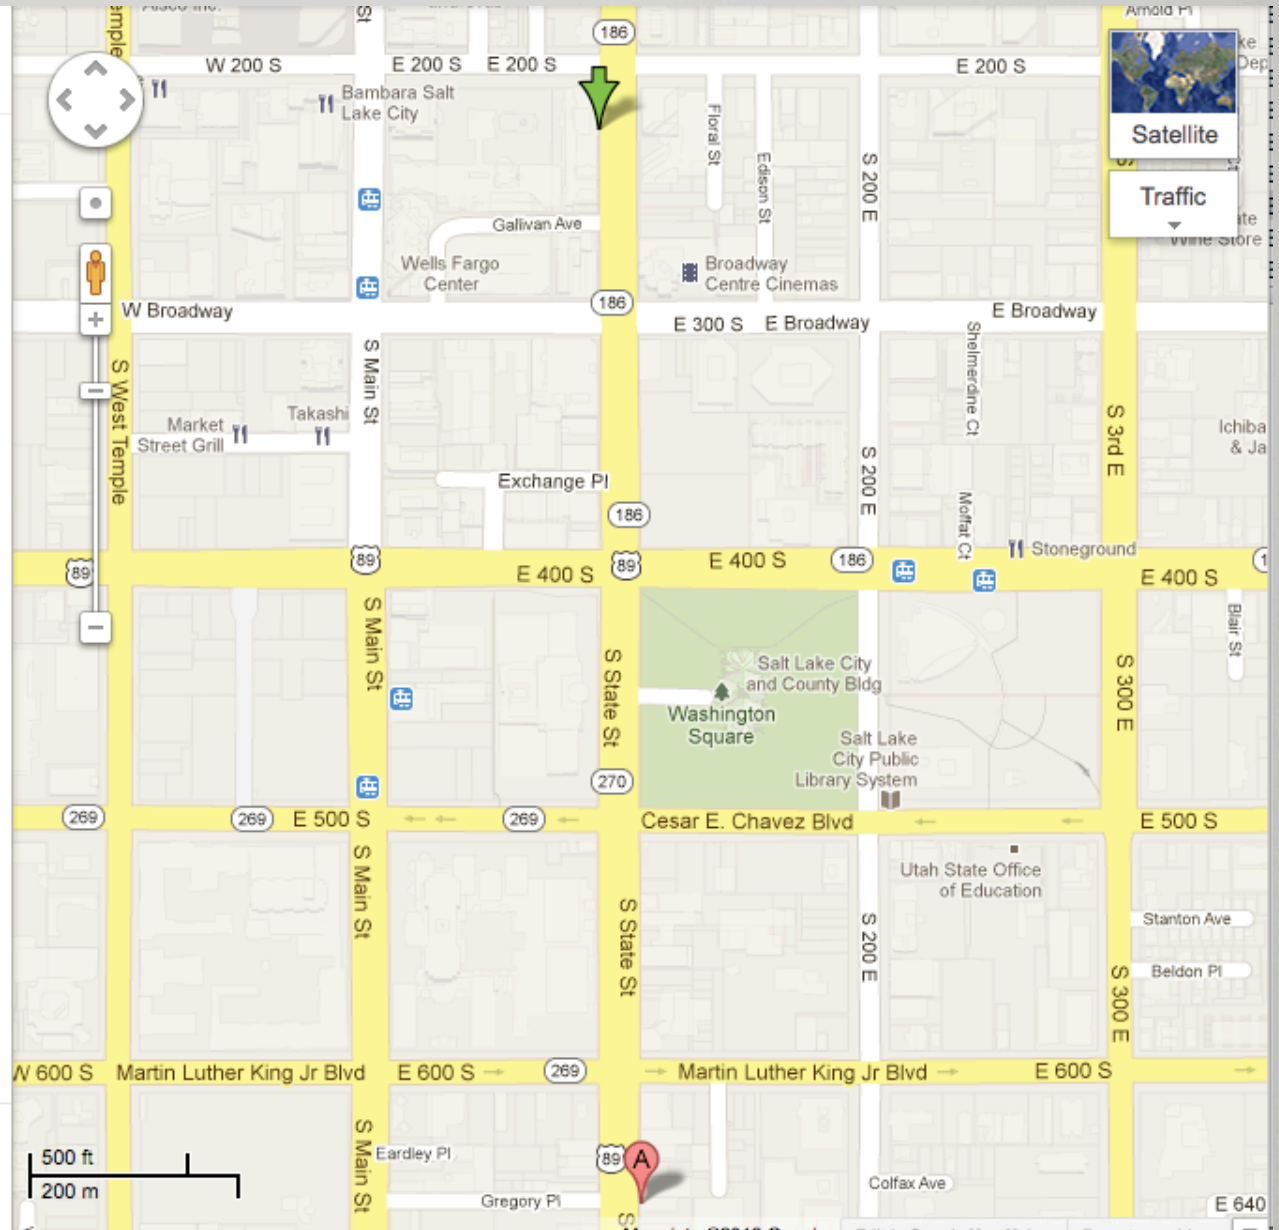 186
Arnold Pl
W 200 S
E 200 S
E 200 S
E 200 S
Bambara Salt
Lake City
Satellite
Floral St
Edison St
S 200 E
Traffic
Gallivan Ave
Wine Store
Wells Fargo
Center
Broadway
Centre Cinemas
186
W Broadway
E 300 S
E Broadway
E Broadway
S West Temple
S Main St
Shelmerdine Ct
Market
Street Grill
Takashi
S 3rd E
Ichiba
& Ja
Exchange Pl
S 200 E
Moffat Ct
186
89
89
E 400 S
89
E 400 S
186
Stoneground
E 400 S
S Main St
Blair St
S State St
Salt Lake City
and County Bldg
Washington
Square
S 300 E
Salt Lake
City Public
Library System
270
269
269
E 500 S
269
Cesar E. Chavez Blvd
E 500 S
S Main St
Utah State Office
of Education
S State St
S 200 E
Stanton Ave
Beldon Pl
S 300 E
W 600 S
Martin Luther King Jr Blvd
E 600 S
269
Martin Luther King Jr Blvd
E 600 S
S Main St
Eardley Pl
89
A
500 ft
200 m
Gregory Pl
Colfax Ave
E 640
S